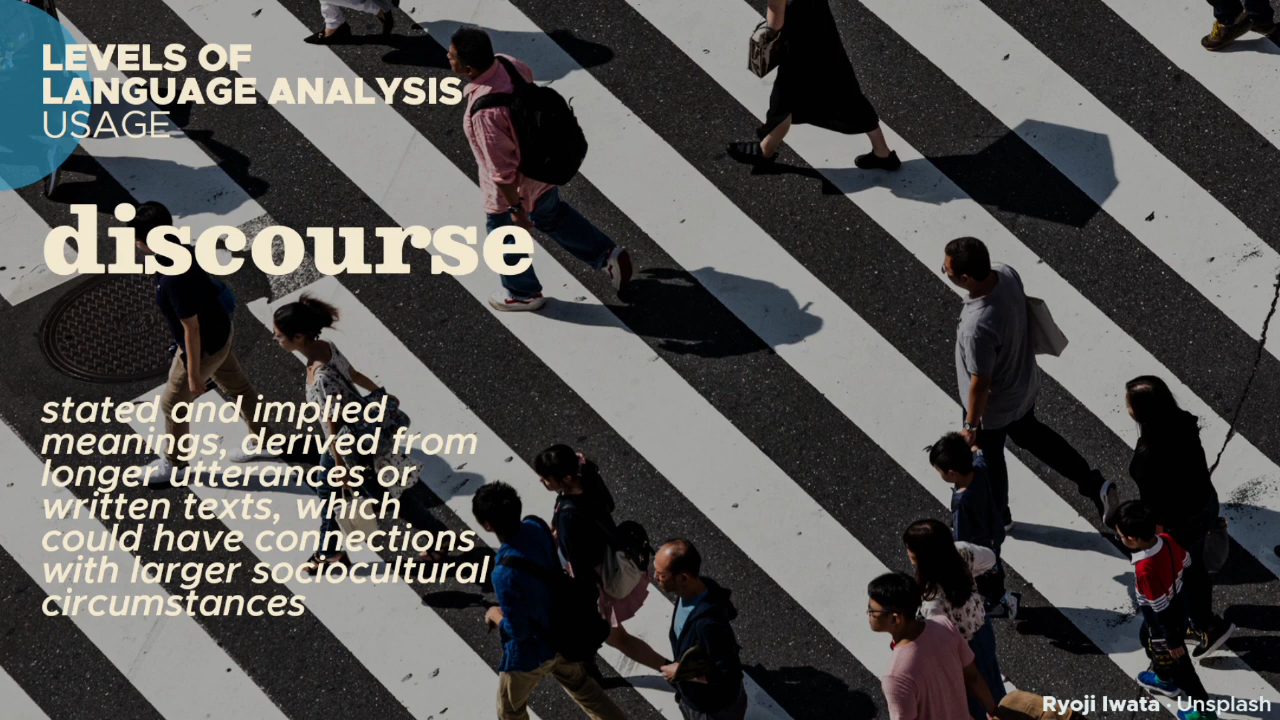 LEVELS OF
LANGUAGE ANALYSIS
USAGE
discourse
stated and implied
meanings, derived from
longer utterances or
written texts, which
could have connections
with larger sociocultural
circumstances
Ryoji Iwata · Unsplash